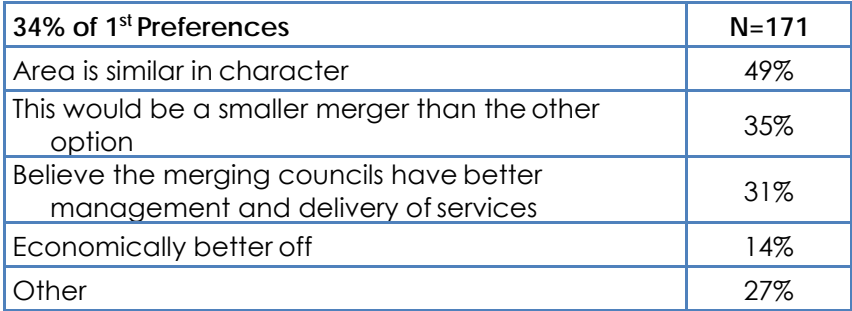 34% of 1st Preferences N=171
Area is similar in character 49%
This would be a smaller merger than the other
option 35%
Believe the merging councils have better
management and delivery of services 31%
Economically better off 14%
Other 27%